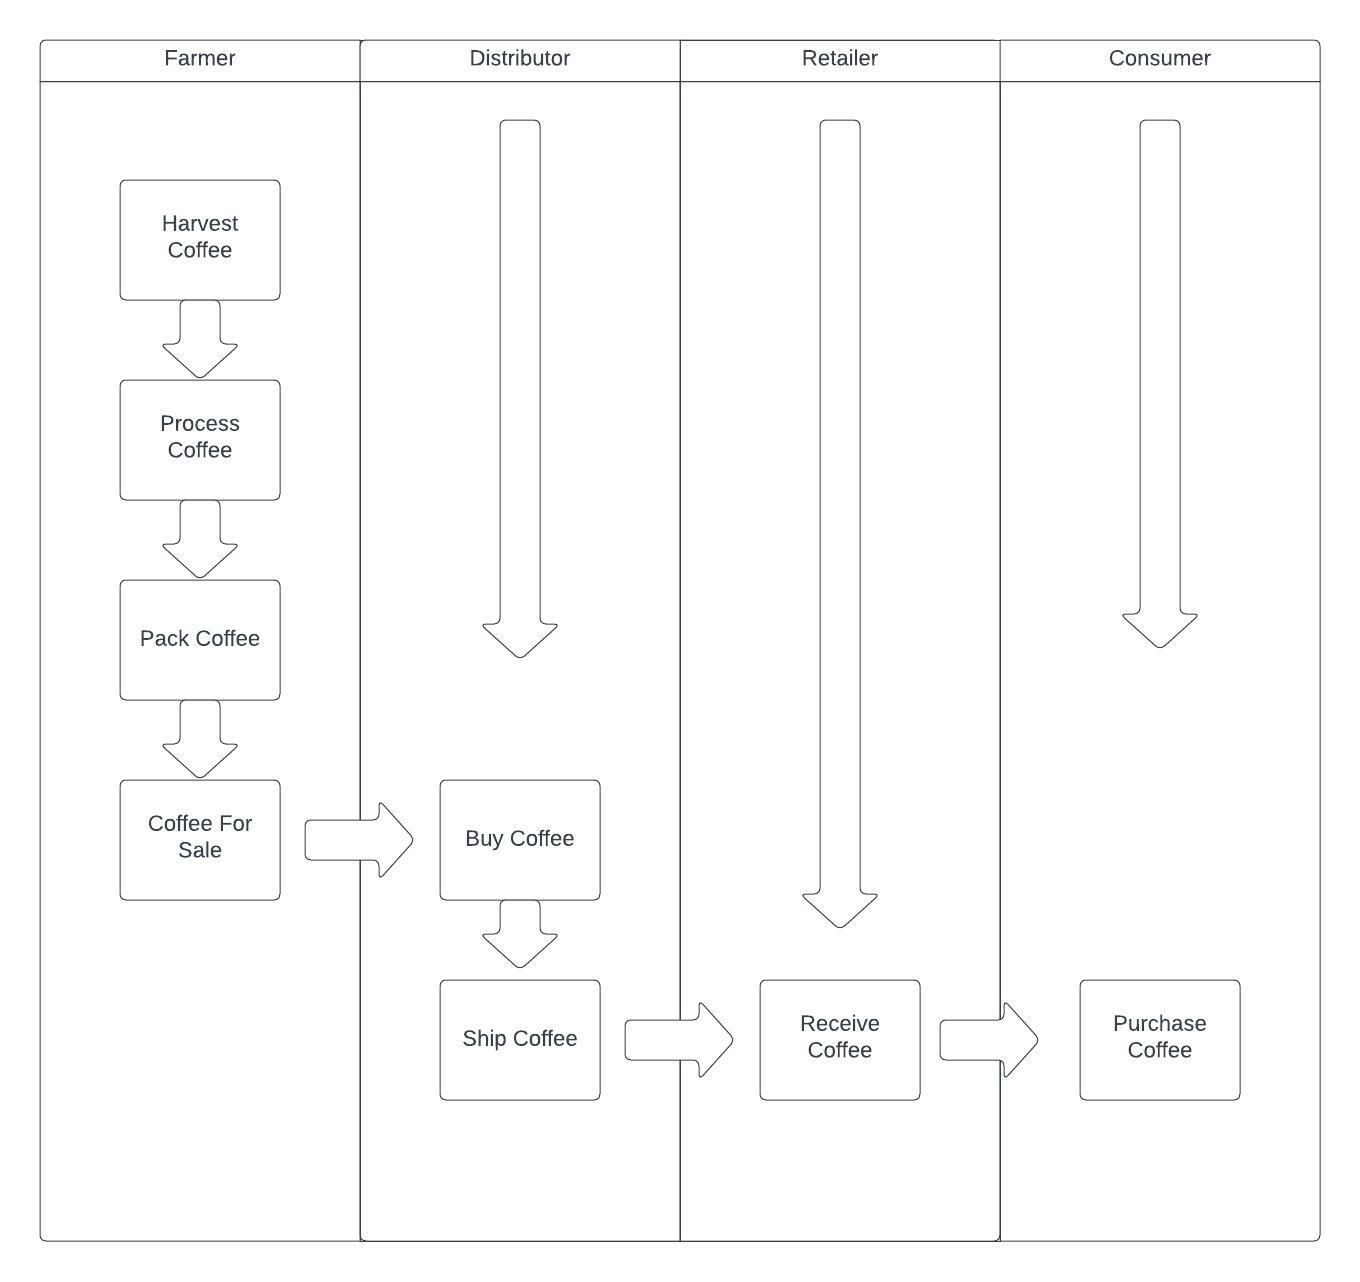 Farmer
Distributor
Retailer
Consumer
Harvest
Coffee
Process
Coffee
Pack Coffee
Coffee For
Sale
Buy Coffee
Ship Coffee
Receive
Coffee
Purchase
Coffee